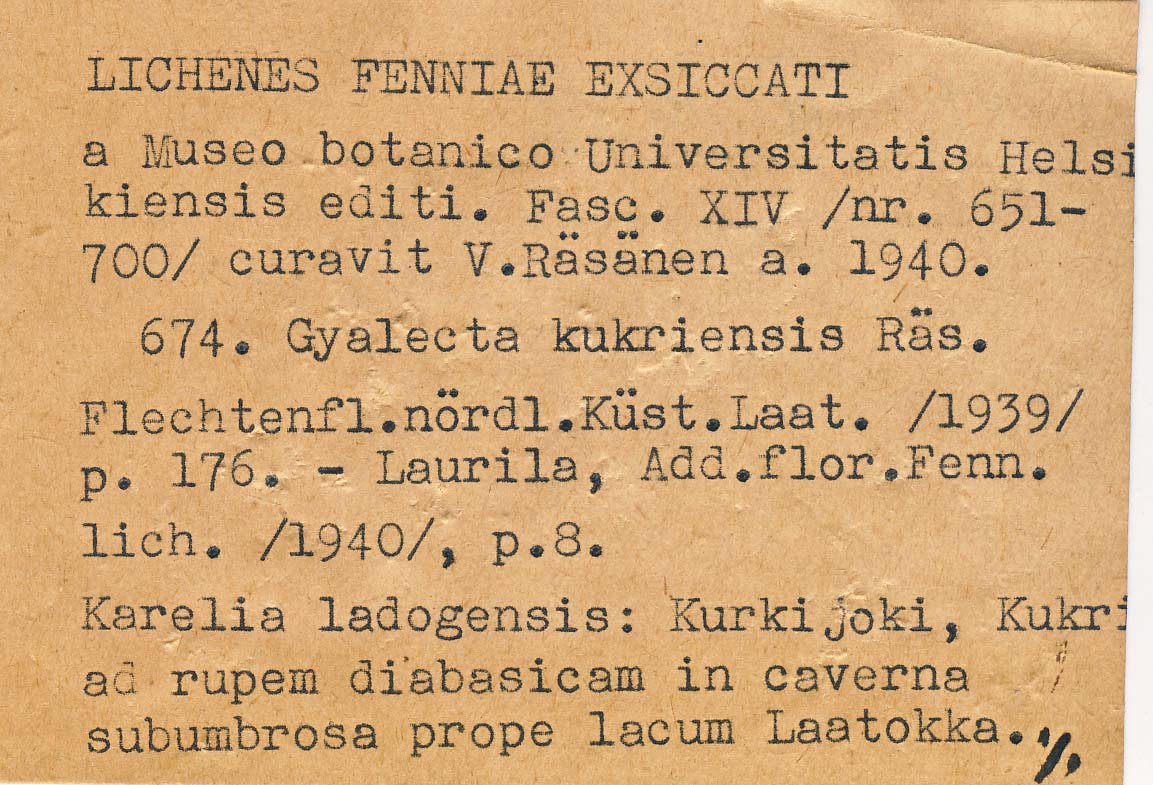 LICHENES FENNIAE EXSICCATI
a Museo botanico Universitatis Helsi
kiensis editi. Fasc. XIV /nr. 651-
700/ curavit V.Räsänen a. 1940.
674. Gyalecta kukriensis Räs.
Flechtenfl.nördl.Küst.Laat. /1939/
p. 176. - Laurila, Add.flor.Fenn.
lich. /1940/, p.8.
Karelia ladogensis: Kurkijoki, Kukri
ad rupem diabasicam in caverna
subumbrosa prope lacum Laatokka. ./.